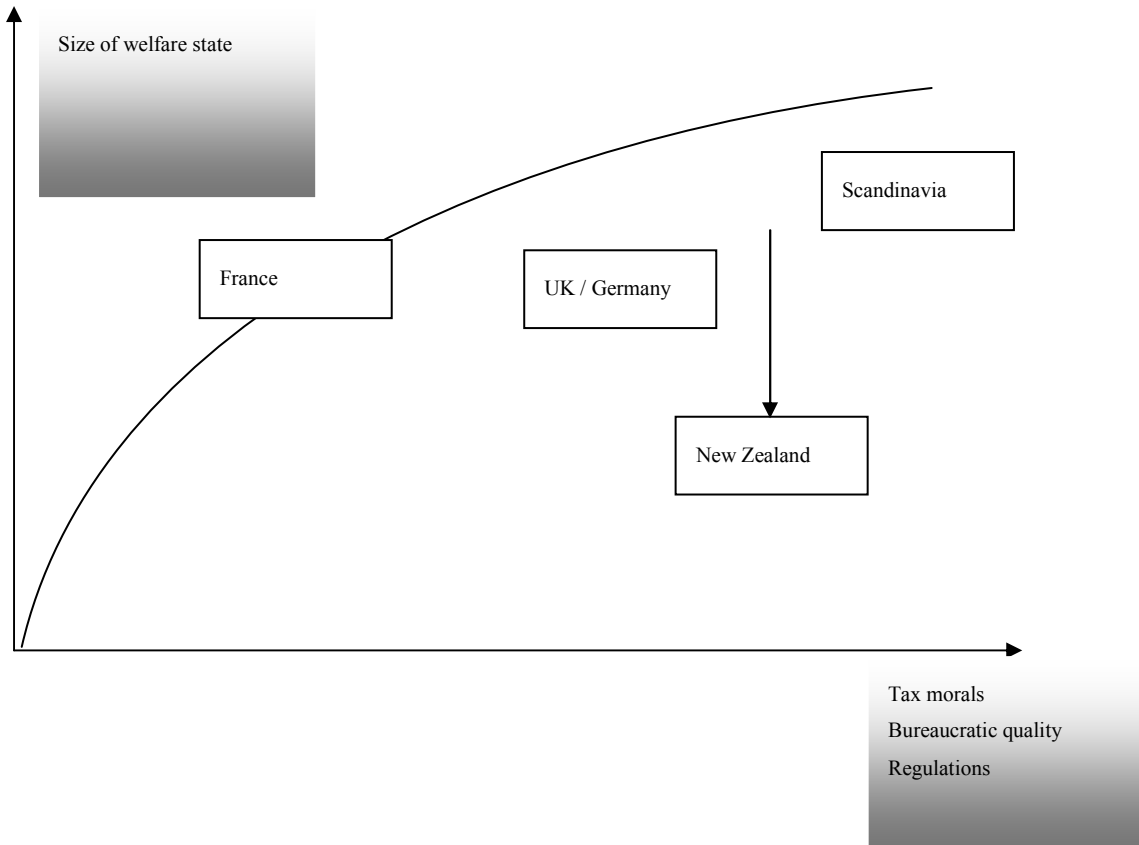 Size of welfare state
Scandinavia
France
UK / Germany
New Zealand
Tax morals
Bureaucratic quality
Regulations